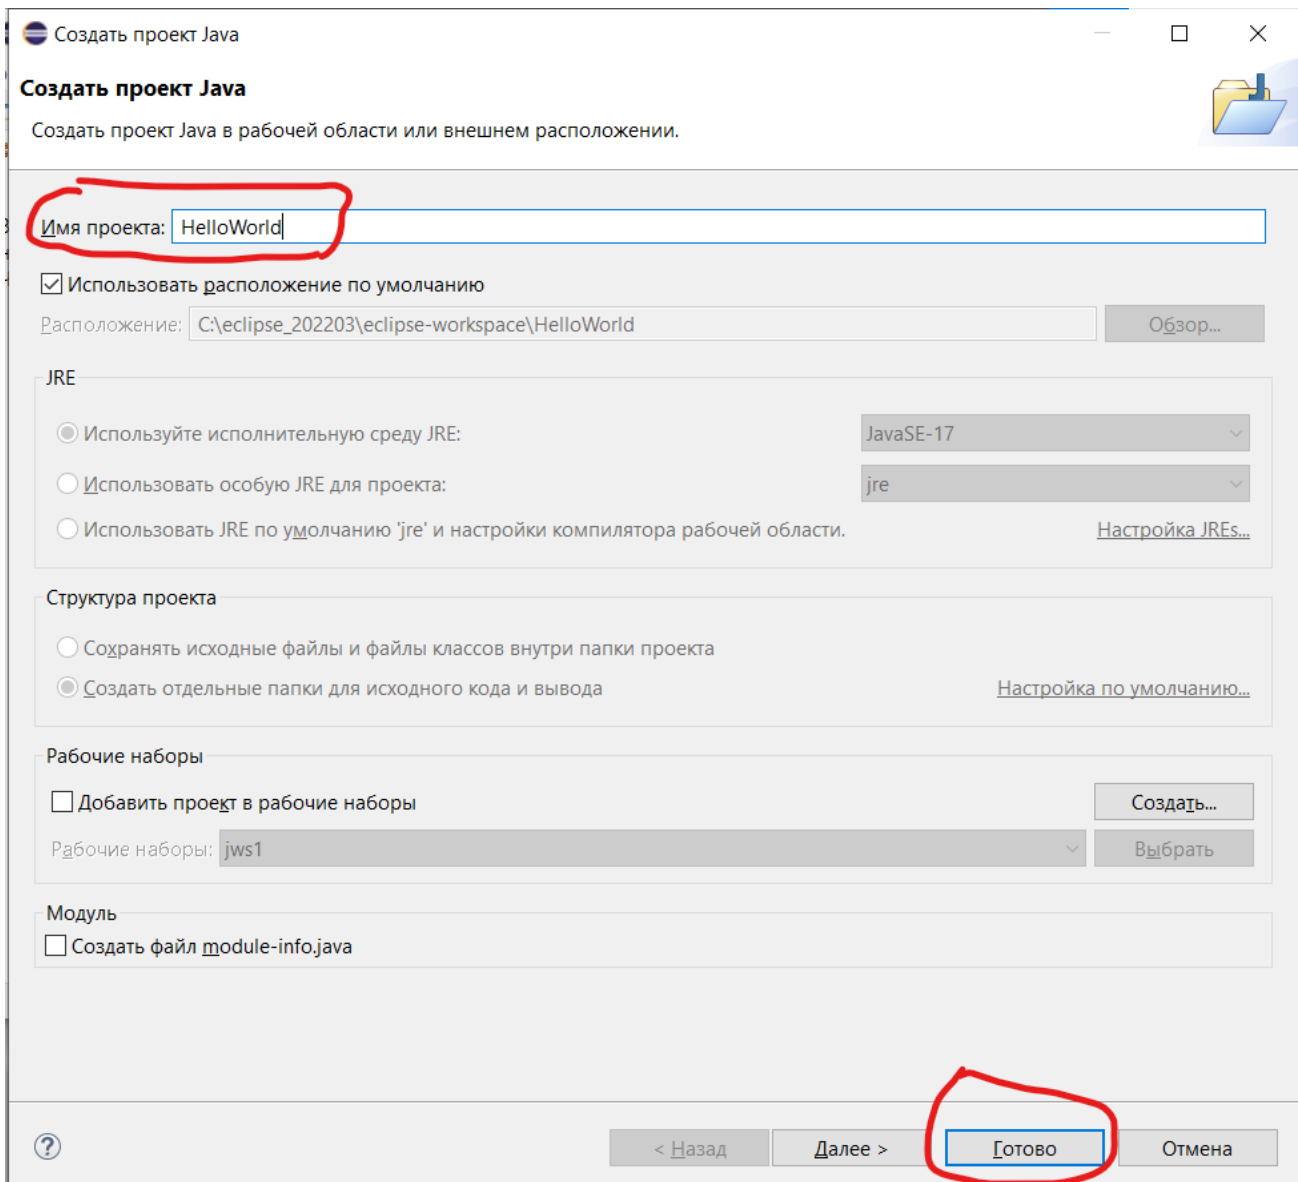 Создать проект Java
Создать проект Java
Создать проект Java в рабочей области или внешнем расположении.
Имя проекта: HelloWorld
Использовать расположение по умолчанию
Расположение: C:\eclipse_202203\eclipse-workspace\HelloWorld Обзор...
JRE
Используйте исполнительную среду JRE: JavaSE-17
Использовать особую JRE для проекта: jre
Использовать JRE по умолчанию 'jre' и настройки компилятора рабочей области. Настройка JREs...
Структура проекта
Сохранять исходные файлы и файлы классов внутри папки проекта
Создать отдельные папки для исходного кода и вывода Настройка по умолчанию...
Рабочие наборы
Добавить проект в рабочие наборы Создать...
Рабочие наборы: jws1 Выбрать
Модуль
Создать файл module-info.java
? < Назад Далее > Готово Отмена